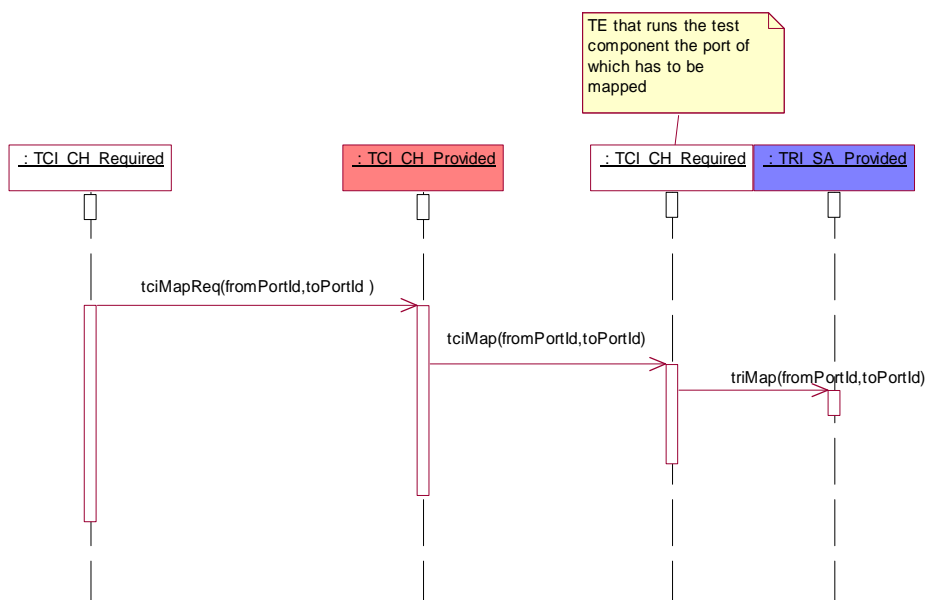 TE that runs the test
component the port of
which has to be
mapped
: TCI_CH_Required
: TCI_CH_Provided
: TCI_CH_Required
: TRI_SA_Provided
tciMapReq(fromPortId,toPortId )
tciMap(fromPortId,toPortId)
triMap(fromPortId,toPortId)